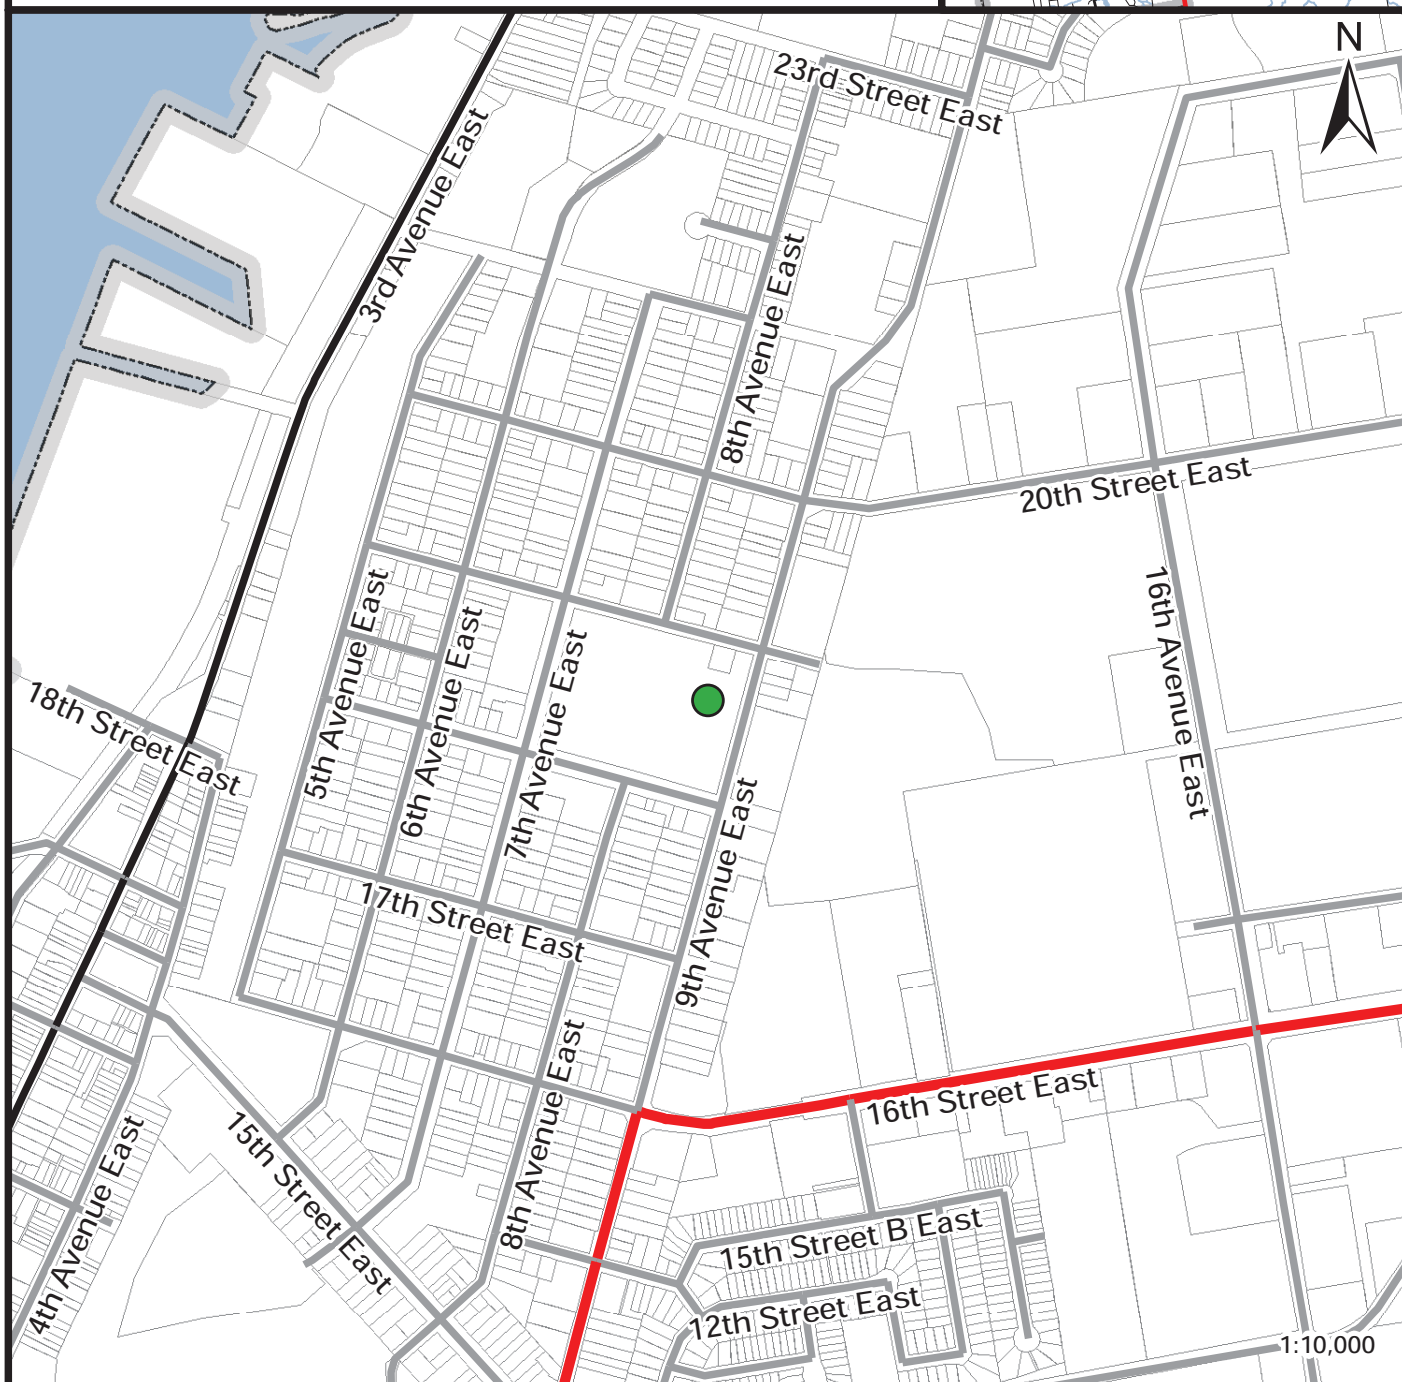 N
23rd Street East
3rd Avenue East
8th Avenue East
20th Street East
16th Avenue East
5th Avenue East
6th Avenue East
7th Avenue East
18th Street East
9th Avenue East
17th Street East
8th Avenue East
16th Street East
15th Street East
4th Avenue East
15th Street B East
12th Street East
1:10,000